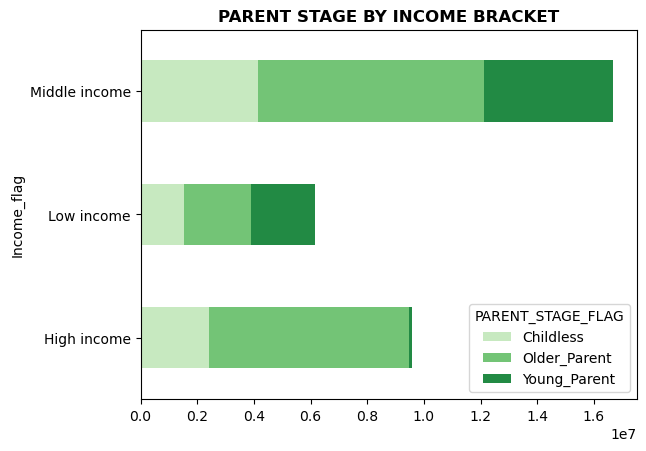 PARENT STAGE BY INCOME BRACKET
Income_flag
Middle income
Low income
High income
PARENT_STAGE_FLAG
Childless
Older_Parent
Young_Parent
0.0 0.2 0.4 0.6 0.8 1.0 1.2 1.4 1.6
1e7